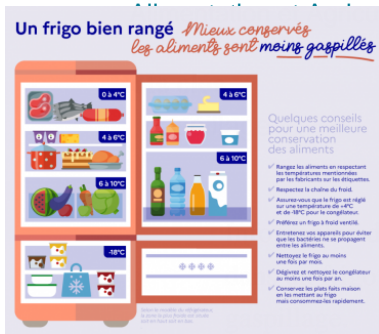 Un frigo bien rangé Mieux conservés
les aliments sont moins gaspillés
0 à 4°C
4 à 6°C
6 à 10°C
-18°C
4 à 6°C
6 à 10°C
Quelques conseils
pour une meilleure
conservation
des aliments
Rangez les aliments en respectant
les températures mentionnées
par les fabricants sur les étiquettes.
Respectez la chaîne du froid.
Assurez-vous que le frigo est réglé
sur une température de +4°C
et de -18°C pour le congélateur.
Préférez un frigo à froid ventilé.
Entretenez vos appareils pour éviter
que les bactéries ne se propagent
entre les aliments.
Nettoyez le frigo au moins
une fois par mois.
Dégivrez et nettoyez le congélateur
au moins une fois par an.
Conservez les plats faits maison
en les mettant au frigo
mais consommez-les rapidement.